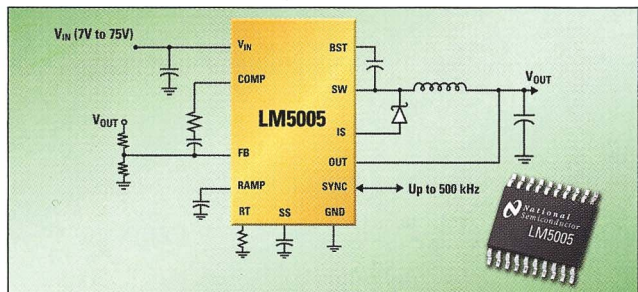 V_IN (7V to 75V)
V_IN
BST
COMP
SW
V_OUT
LM5005
V_OUT
IS
FB
OUT
RAMP
SYNC
Up to 500 kHz
RT
SS
GND
National
Semiconductor
LM5005